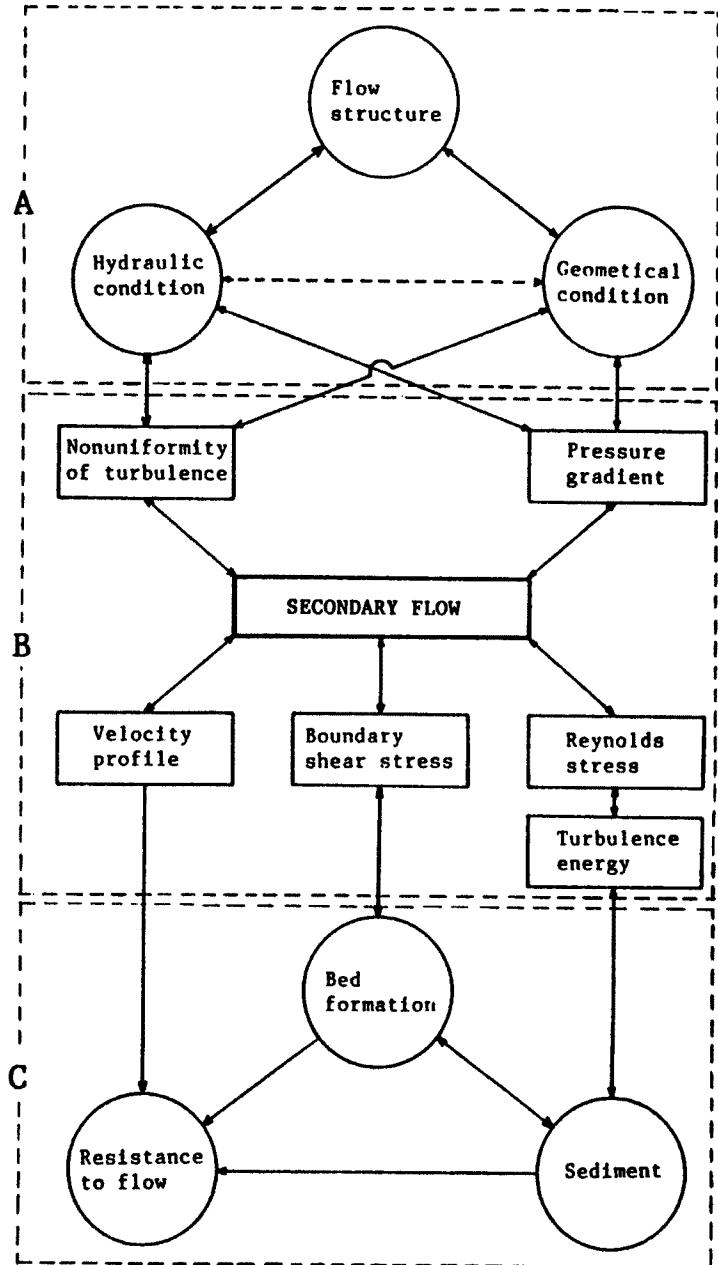 Flow
structure
A
Hydraulic
condition
Geometical
condition
Nonuniformity
of turbulence
Pressure
gradient
SECONDARY FLOW
B
Velocity
profile
Boundary
shear stress
Reynolds
stress
Turbulence
energy
Bed
formation
C
Resistance
to flow
Sediment